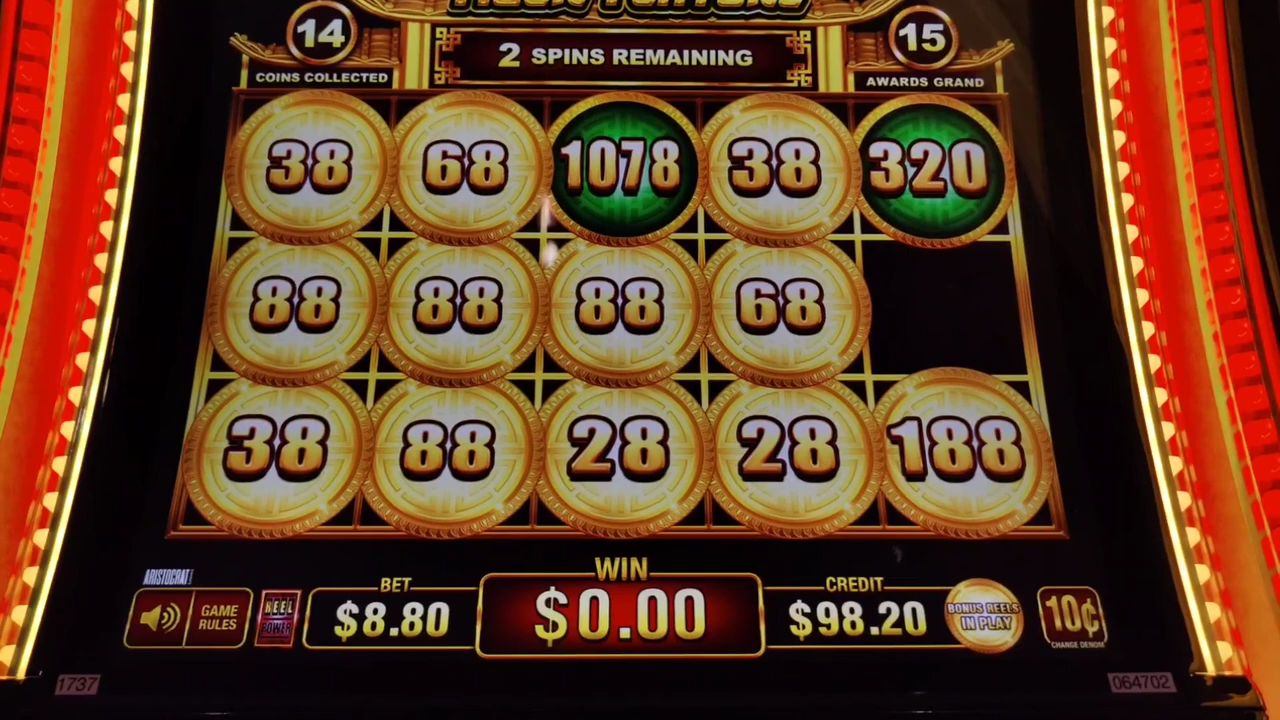 14
COINS COLLECTED
2 SPINS REMAINING
15
AWARDS GRAND
38 68 1078 38 320
88 88 88 68
38 88 28 28 188
ARISTOCRAT
GAME
RULES
REEL
POWER
BET
$8.80
WIN
$0.00
CREDIT
$98.20
BONUS REELS
IN PLAY
10¢
CHANGE DENOM
1737
064702